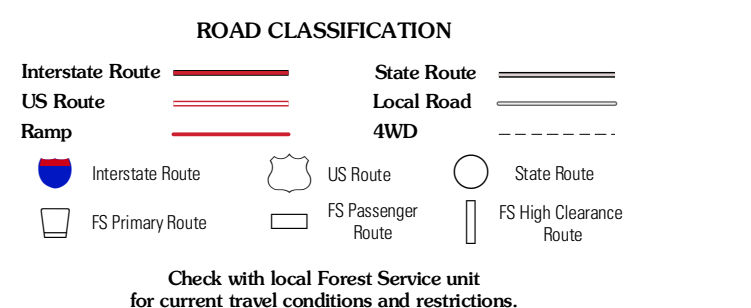 ROAD CLASSIFICATION
Interstate Route
State Route
US Route
Local Road
Ramp
4WD
Interstate Route
US Route
State Route
FS Primary Route
FS Passenger
Route
FS High Clearance
Route
Check with local Forest Service unit
for current travel conditions and restrictions.